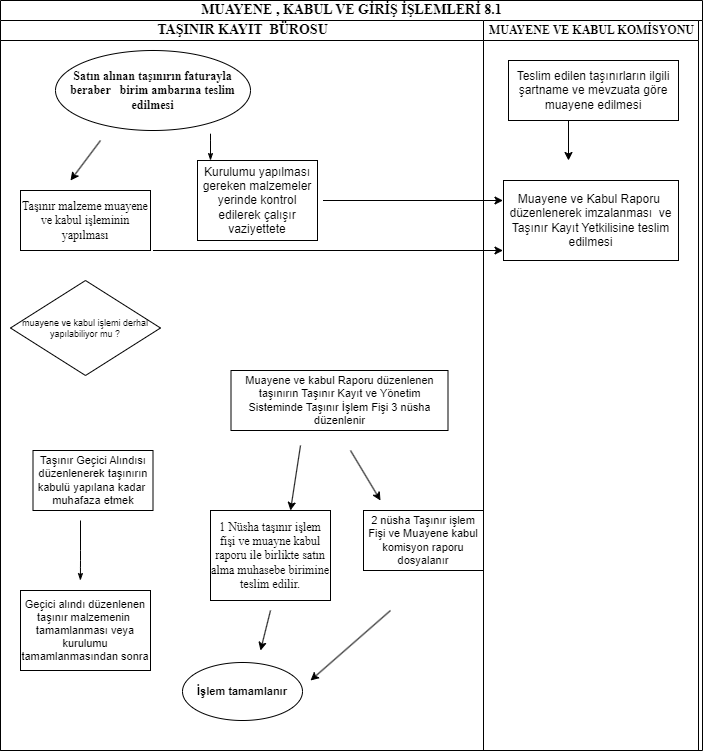 MUAYENE , KABUL VE GİRİŞ İŞLEMLERİ 8.1
TAŞINIR KAYIT BÜROSU
MUAYENE VE KABUL KOMİSYONU
Satın alınan taşınırın faturayla
beraber birim ambarına teslim
edilmesi
Teslim edilen taşınırların ilgili
şartname ve mevzuata göre
muayene edilmesi
Taşınır malzeme muayene
ve kabul işleminin
yapılması
Kurulumu yapılması
gereken malzemeler
yerinde kontrol
edilerek çalışır
vaziyettete
Muayene ve Kabul Raporu
düzenlenerek imzalanması ve
Taşınır Kayıt Yetkilisine teslim
edilmesi
muayene ve kabul işlemi derhal
yapılabiliyor mu ?
Muayene ve kabul Raporu düzenlenen
taşınırın Taşınır Kayıt ve Yönetim
Sisteminde Taşınır İşlem Fişi 3 nüsha
düzenlenir
Taşınır Geçici Alındısı
düzenlenerek taşınırın
kabulü yapılana kadar
muhafaza etmek
1 Nüsha taşınır işlem
fişi ve muayne kabul
raporu ile birlikte satın
alma muhasebe birimine
teslim edilir.
2 nüsha Taşınır işlem
Fişi ve Muayene kabul
komisyon raporu
dosyalanır
Geçici alındı düzenlenen
taşınır malzemenin
tamamlanması veya
kurulumu
tamamlanmasından sonra
İşlem tamamlanır